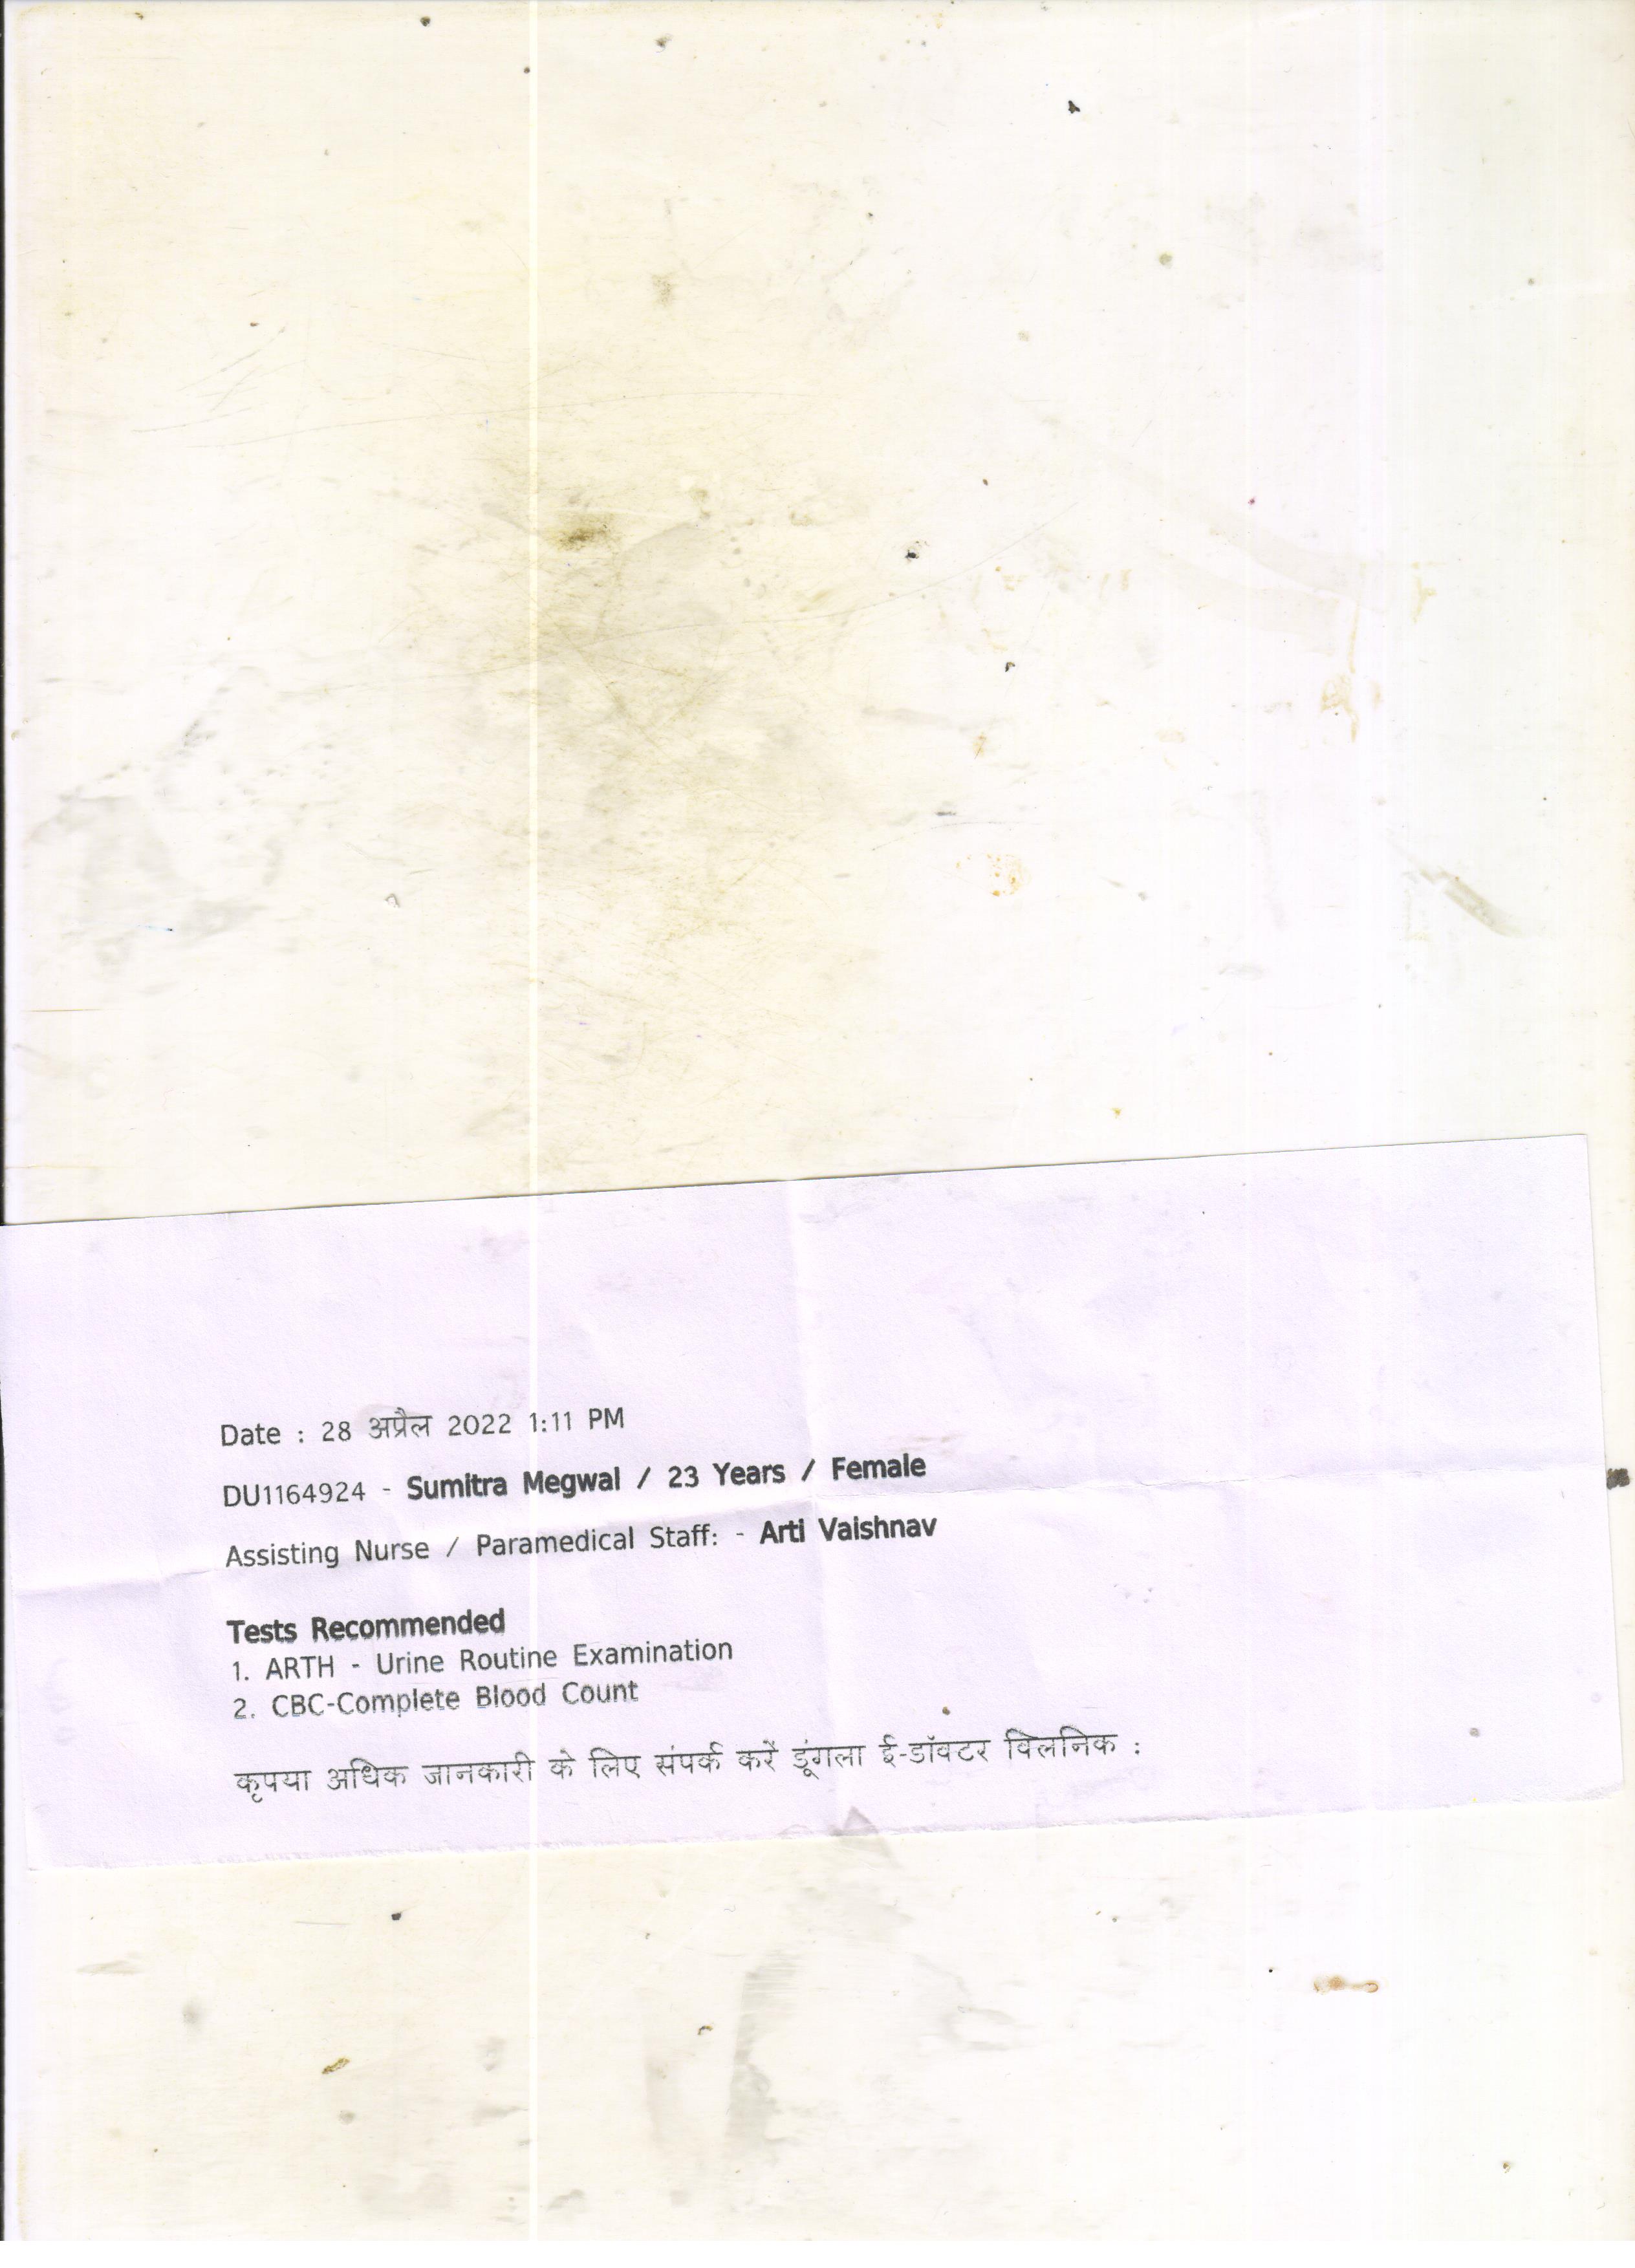 Date : 28 अप्रैल 2022 1:11 PM
DU1164924 - Sumitra Megwal / 23 Years / Female
Assisting Nurse / Paramedical Staff: - Arti Vaishnav
Tests Recommended
1. ARTH - Urine Routine Examination
2. CBC-Complete Blood Count
कृपया अधिक जानकारी के लिए संपर्क करें डूंगला ई-डॉक्टर क्लिनिक :